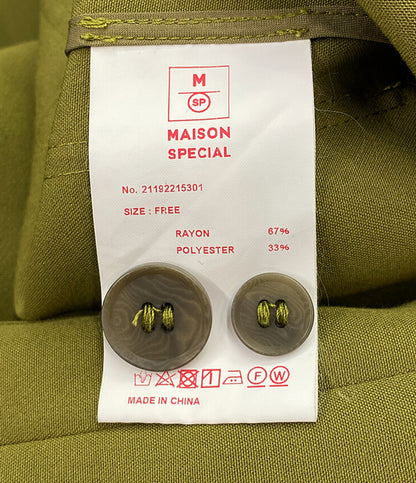 M
SP
MAISON
SPECIAL
No. 21192215301
SIZE : FREE
RAYON 67%
POLYESTER 33%
F W
MADE IN CHINA